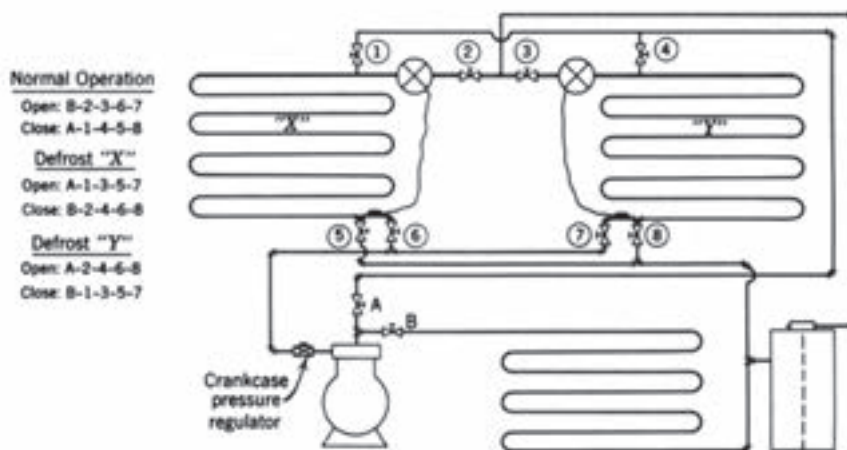 Normal Operation
Open: B-2-3-6-7
Close: A-1-4-5-8
Defrost "X"
Open: A-1-3-5-7
Close: B-2-4-6-8
Defrost "Y"
Open: A-2-4-6-8
Close: B-1-3-5-7
1
2
3
4
"X"
"Y"
5
6
7
8
A
B
Crankcase
pressure
regulator